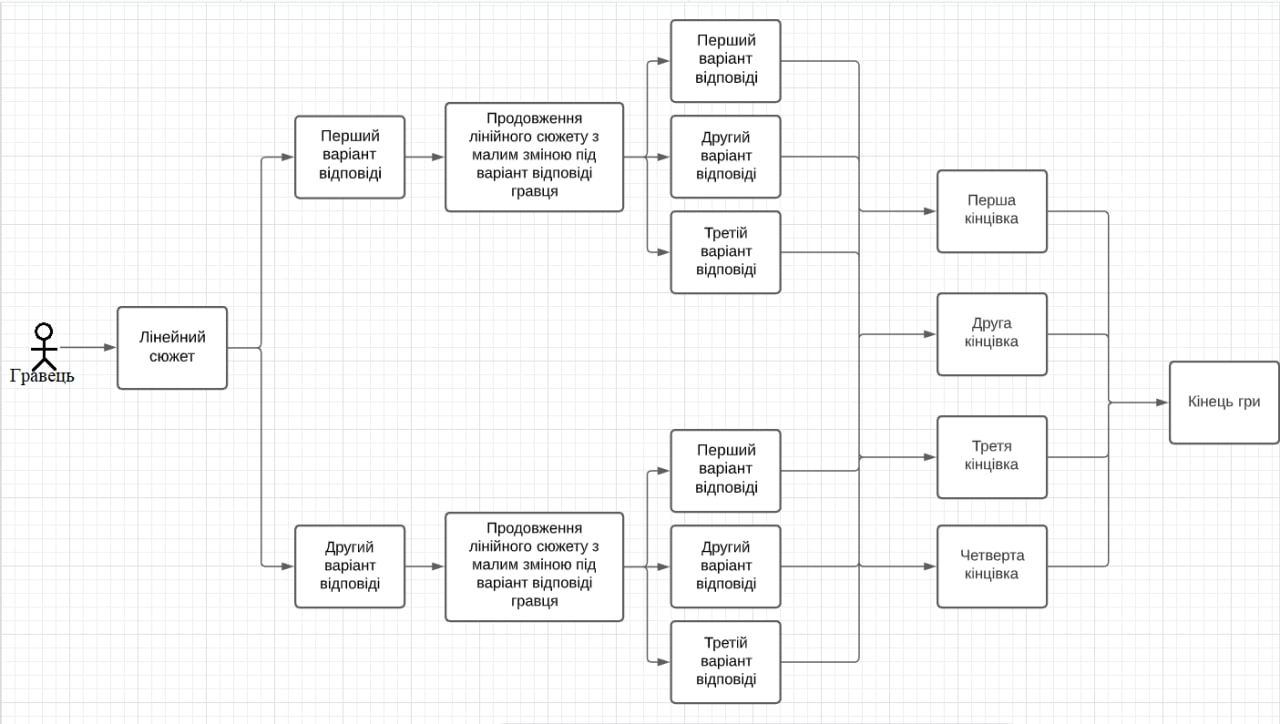 Гравець
Лінейний
сюжет
Перший
варіант
відповіді
Продовження
лінійного сюжету з
малим зміною під
варіант відповіді
гравця
Перший
варіант
відповіді
Другий
варіант
відповіді
Третій
варіант
відповіді
Другий
варіант
відповіді
Продовження
лінійного сюжету з
малим зміною під
варіант відповіді
гравця
Перший
варіант
відповіді
Другий
варіант
відповіді
Третій
варіант
відповіді
Перша
кінцівка
Друга
кінцівка
Третя
кінцівка
Четверта
кінцівка
Кінець гри